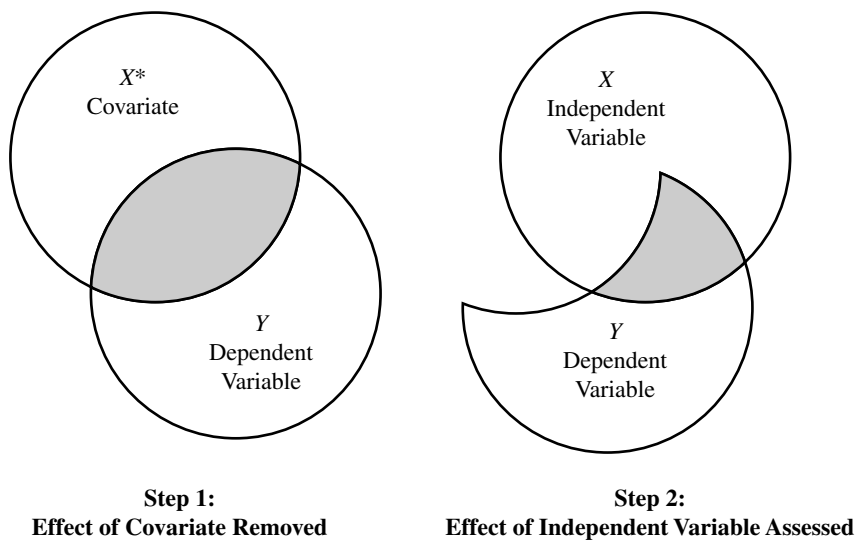 X*
Covariate
Y
Dependent
Variable
Step 1:
Effect of Covariate Removed
X
Independent
Variable
Y
Dependent
Variable
Step 2:
Effect of Independent Variable Assessed